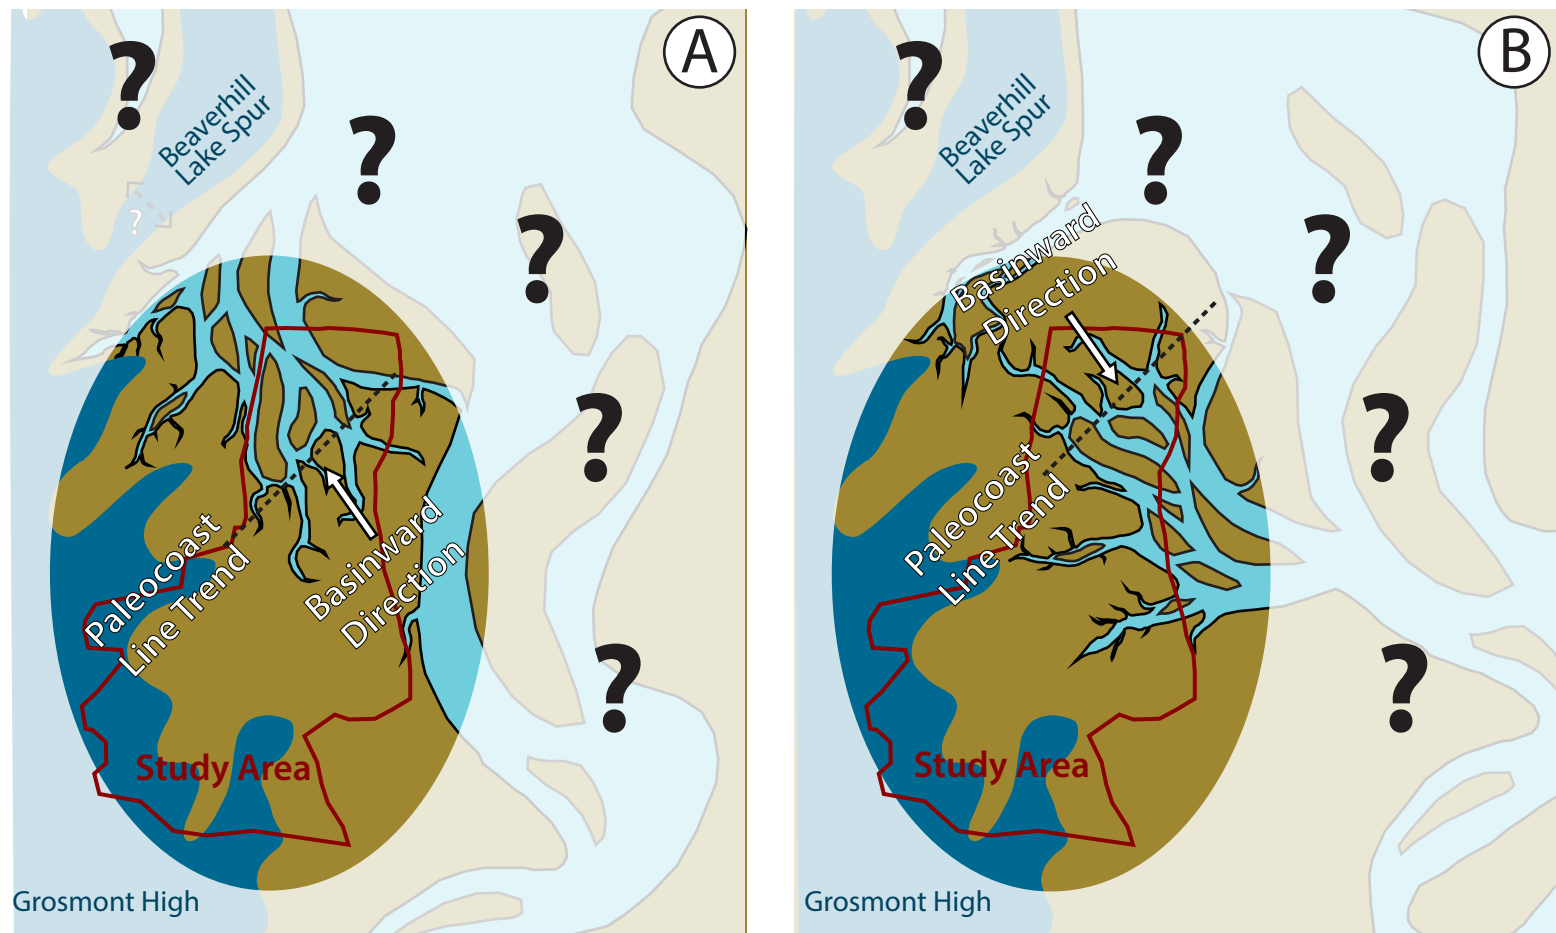 A
?
Beaverhill
Lake Spur
?
?
?
?
?
Paleocoast
Line Trend
Basinward
Direction
Study Area
Grosmont High
B
?
Beaverhill
Lake Spur
?
Basinward
Direction
?
?
Paleocoast
Line Trend
?
Study Area
Grosmont High